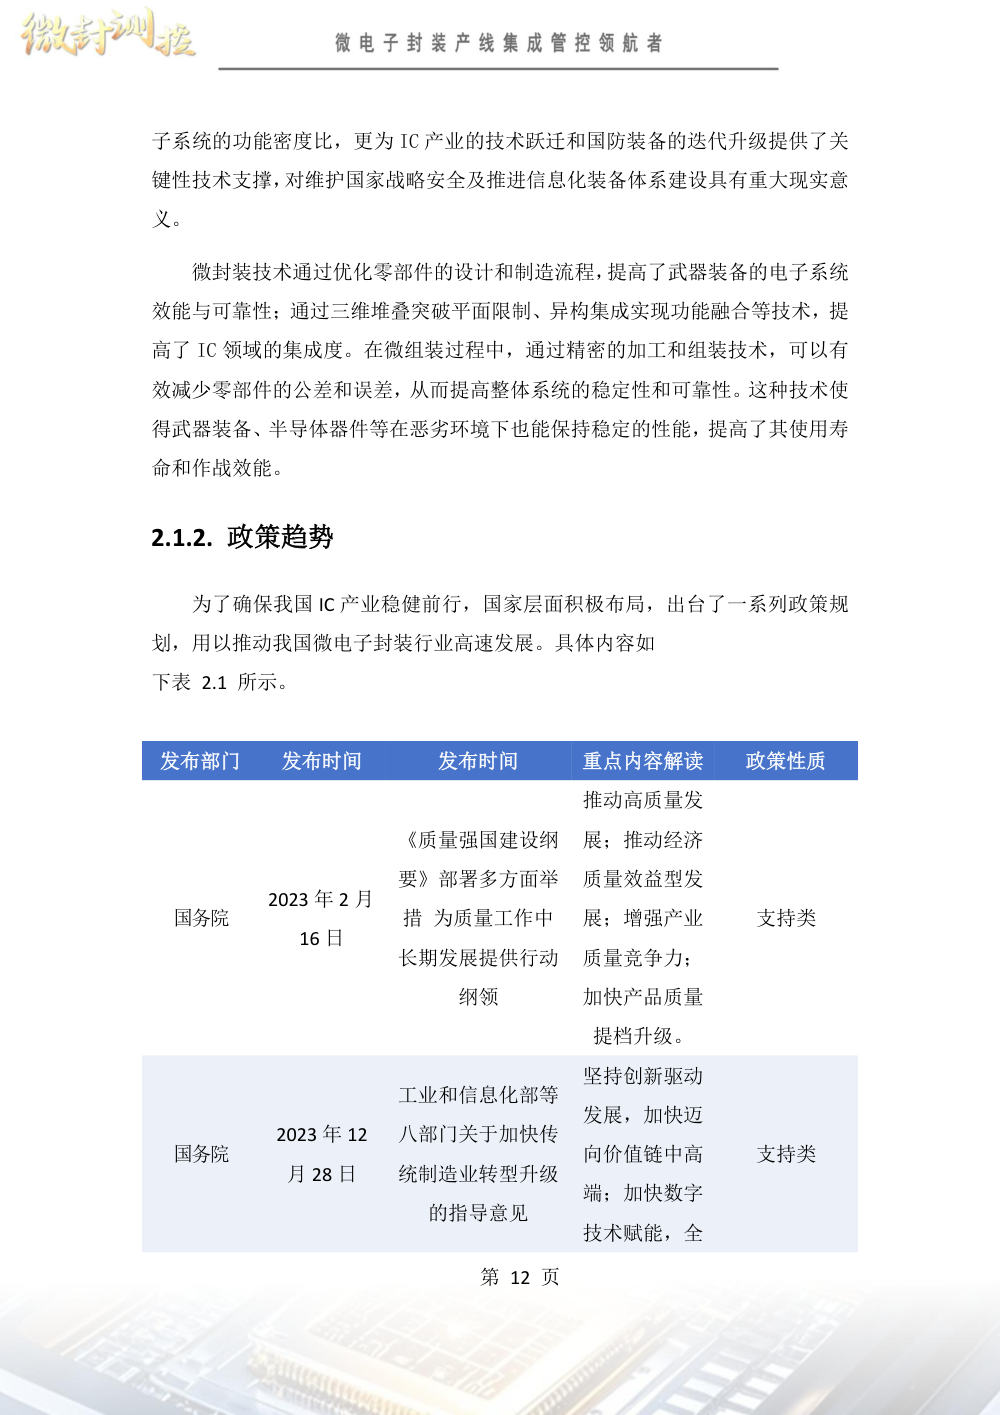 微封测控
微电子封装产线集成管控领航者
子系统的功能密度比，更为 IC 产业的技术跃迁和国防装备的迭代升级提供了关
键性技术支撑，对维护国家战略安全及推进信息化装备体系建设具有重大现实意
义。
微封装技术通过优化零部件的设计和制造流程，提高了武器装备的电子系统
效能与可靠性；通过三维堆叠突破平面限制、异构集成实现功能融合等技术，提
高了 IC 领域的集成度。在微组装过程中，通过精密的加工和组装技术，可以有
效减少零部件的公差和误差，从而提高整体系统的稳定性和可靠性。这种技术使
得武器装备、半导体器件等在恶劣环境下也能保持稳定的性能，提高了其使用寿
命和作战效能。
2.1.2. 政策趋势
为了确保我国 IC 产业稳健前行，国家层面积极布局，出台了一系列政策规
划，用以推动我国微电子封装行业高速发展。具体内容如
下表 2.1 所示。
发布部门 发布时间 发布时间 重点内容解读 政策性质
国务院
2023 年 2 月
16 日
《质量强国建设纲
要》部署多方面举
措 为质量工作中
长期发展提供行动
纲领
推动高质量发
展；推动经济
质量效益型发
展；增强产业
质量竞争力；
加快产品质量
提档升级。
支持类
国务院
2023 年 12
月 28 日
工业和信息化部等
八部门关于加快传
统制造业转型升级
的指导意见
坚持创新驱动
发展，加快迈
向价值链中高
端；加快数字
技术赋能，全
支持类
第 12 页